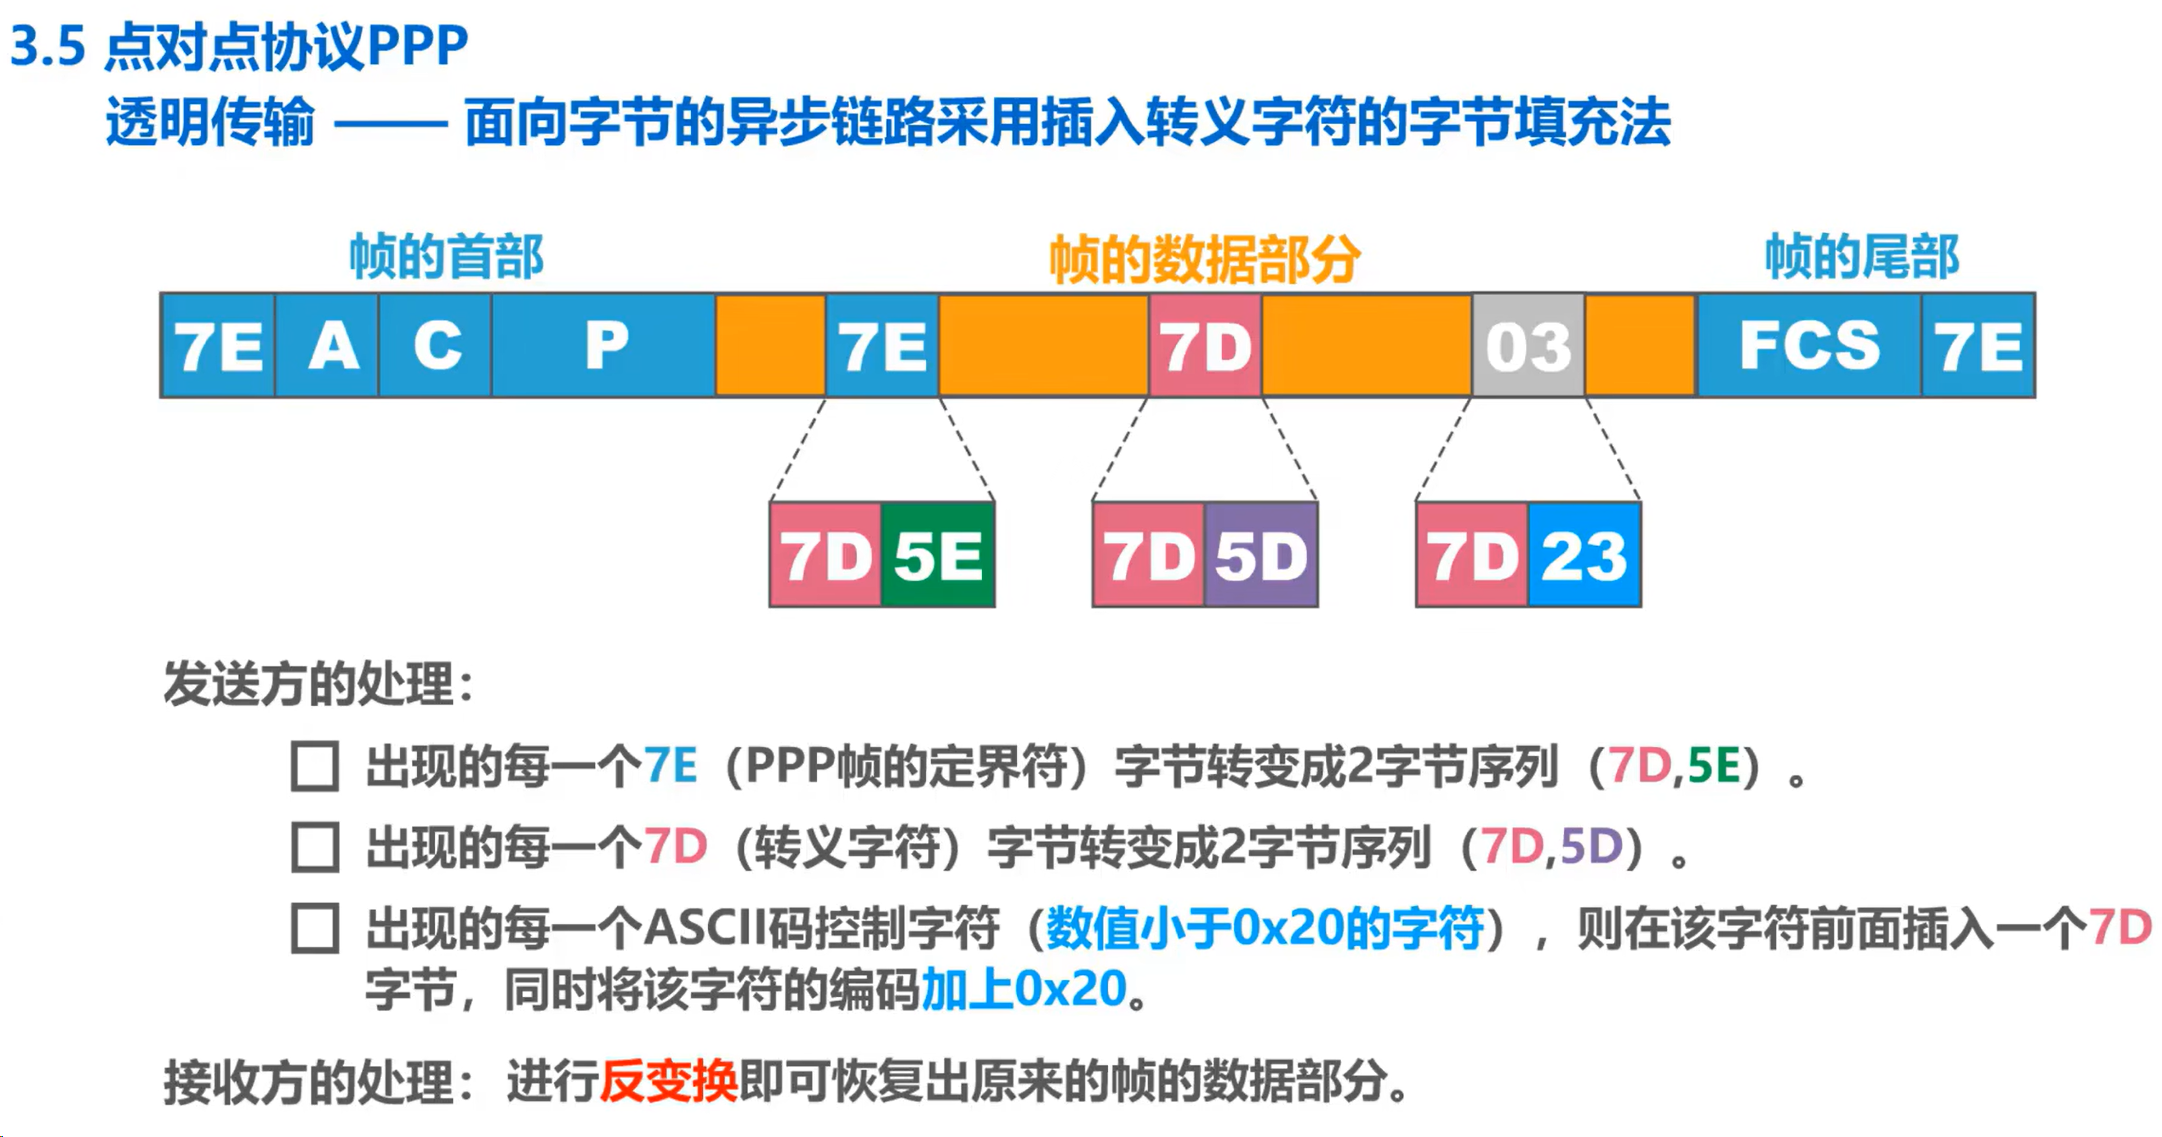 3.5 点对点协议PPP
透明传输 —— 面向字节的异步链路采用插入转义字符的字节填充法
帧的首部 帧的数据部分 帧的尾部
7E A C P 7E 7D 03 FCS 7E
7D 5E 7D 5D 7D 23
发送方的处理：
出现的每一个7E（PPP帧的定界符）字节转变成2字节序列（7D,5E）。
出现的每一个7D（转义字符）字节转变成2字节序列（7D,5D）。
出现的每一个ASCII码控制字符（数值小于0x20的字符），则在该字符前面插入一个7D
字节，同时将该字符的编码加上0x20。
接收方的处理：进行反变换即可恢复出原来的帧的数据部分。